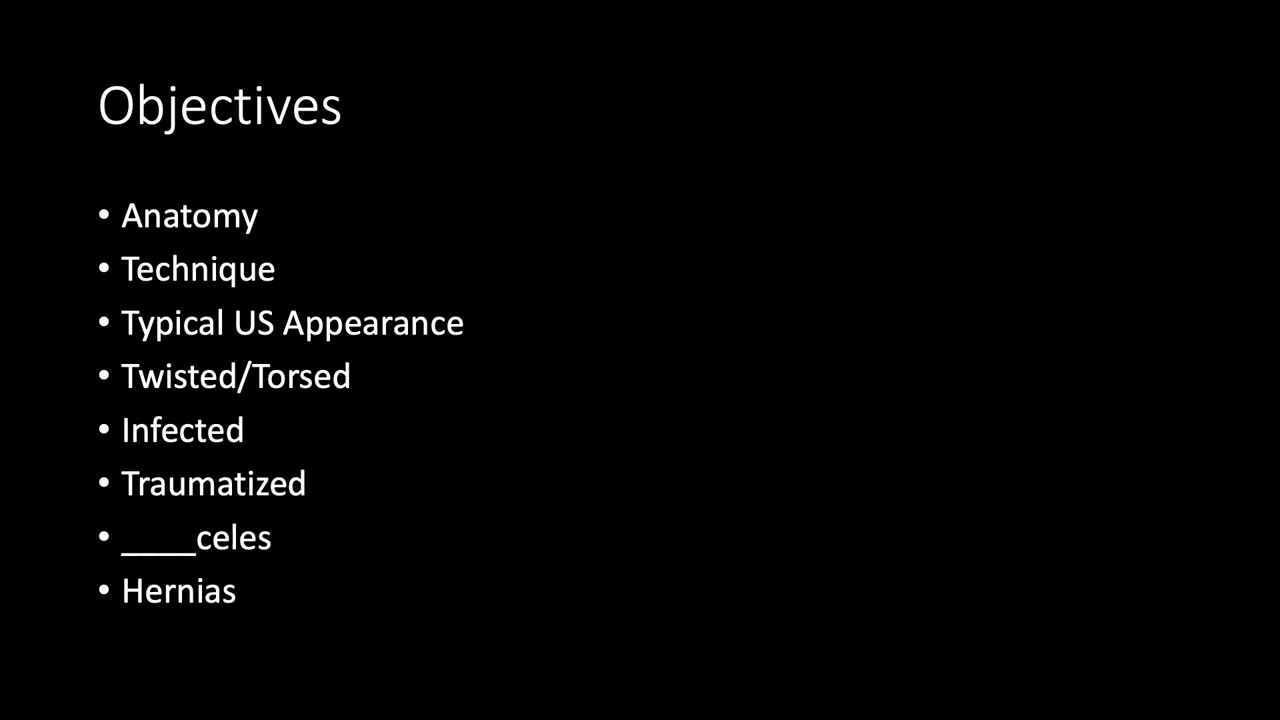 Objectives
• Anatomy
• Technique
• Typical US Appearance
• Twisted/Torsed
• Infected
• Traumatized
• ____celes
• Hernias